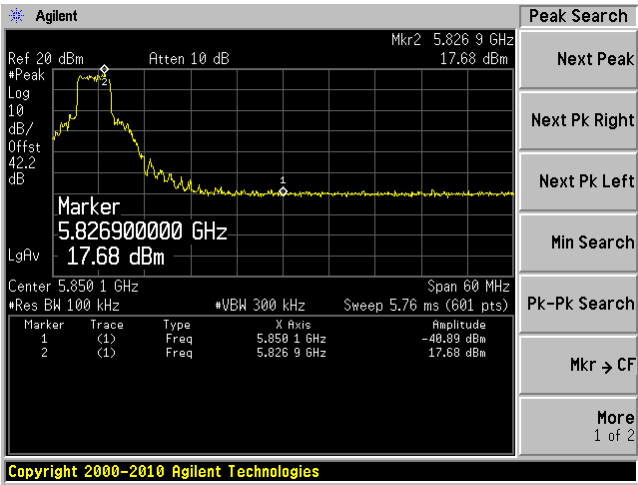 Agilent
Peak Search
Mkr2 5.826 9 GHz
Ref 20 dBm Atten 10 dB 17.68 dBm
#Peak
Log
10
dB/
Offst
42.2
dB
LgAv
2
1
Marker
5.826900000 GHz
17.68 dBm
Center 5.850 1 GHz Span 60 MHz
#Res BW 100 kHz #VBW 300 kHz Sweep 5.76 ms (601 pts)
Marker Trace Type X Axis Amplitude
1 (1) Freq 5.850 1 GHz -40.89 dBm
2 (1) Freq 5.826 9 GHz 17.68 dBm
Next Peak
Next Pk Right
Next Pk Left
Min Search
Pk-Pk Search
Mkr → CF
More
1 of 2
Copyright 2000-2010 Agilent Technologies